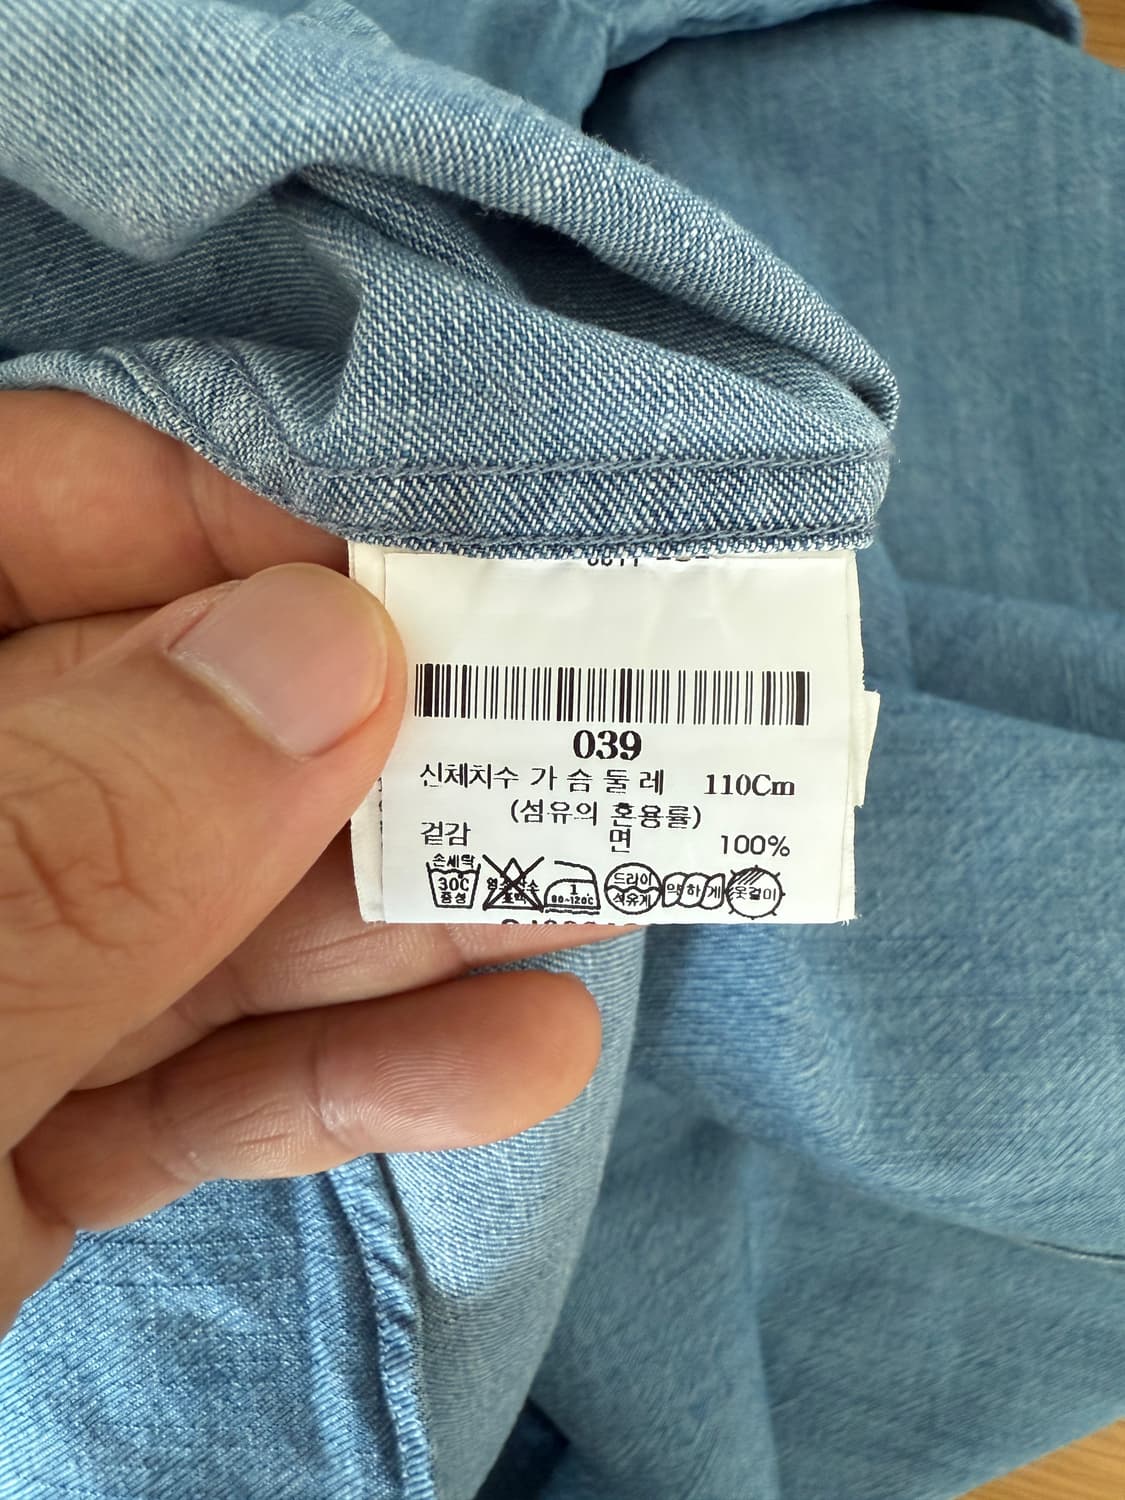 039
신체치수 가슴둘레 110Cm
(섬유의 혼용률)
겉감 면 100%
손세탁 30℃ 중성
1 80~120℃
드라이 석유계
약하게
옷걸이